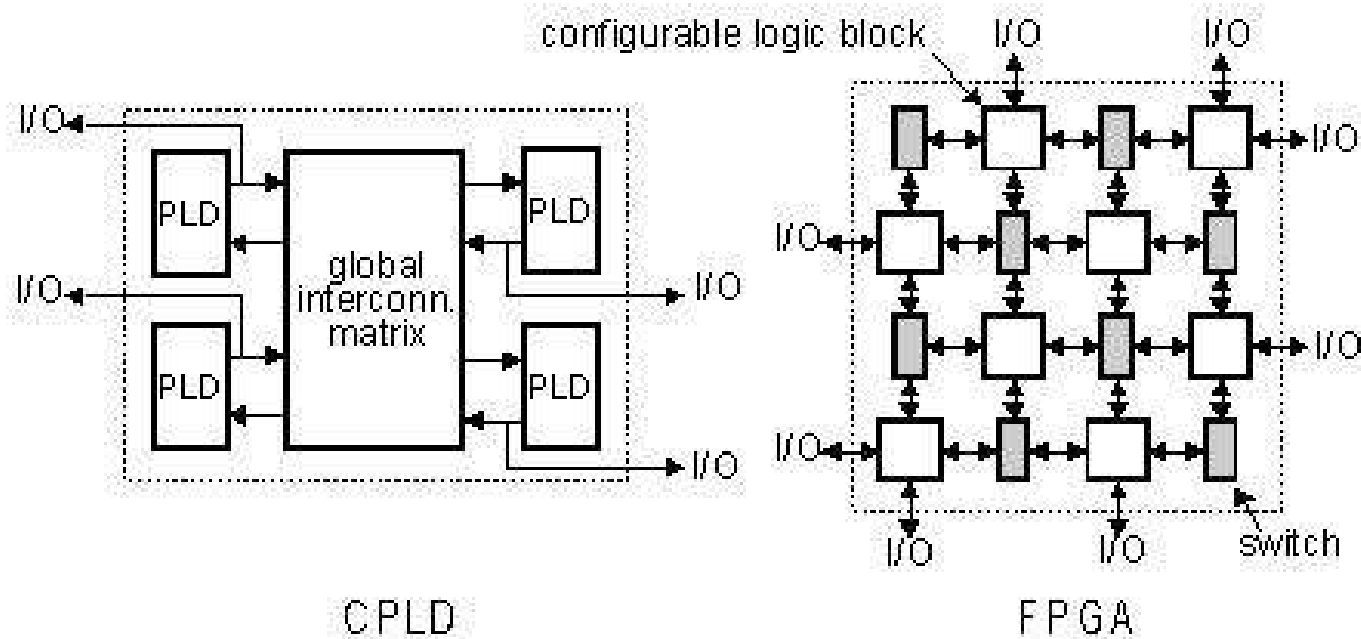 configurable logic block
I/O
I/O
I/O
I/O
PLD
PLD
I/O
global
interconn.
matrix
I/O
I/O
I/O
PLD
PLD
I/O
I/O
I/O
I/O
I/O
switch
CPLD
FPGA